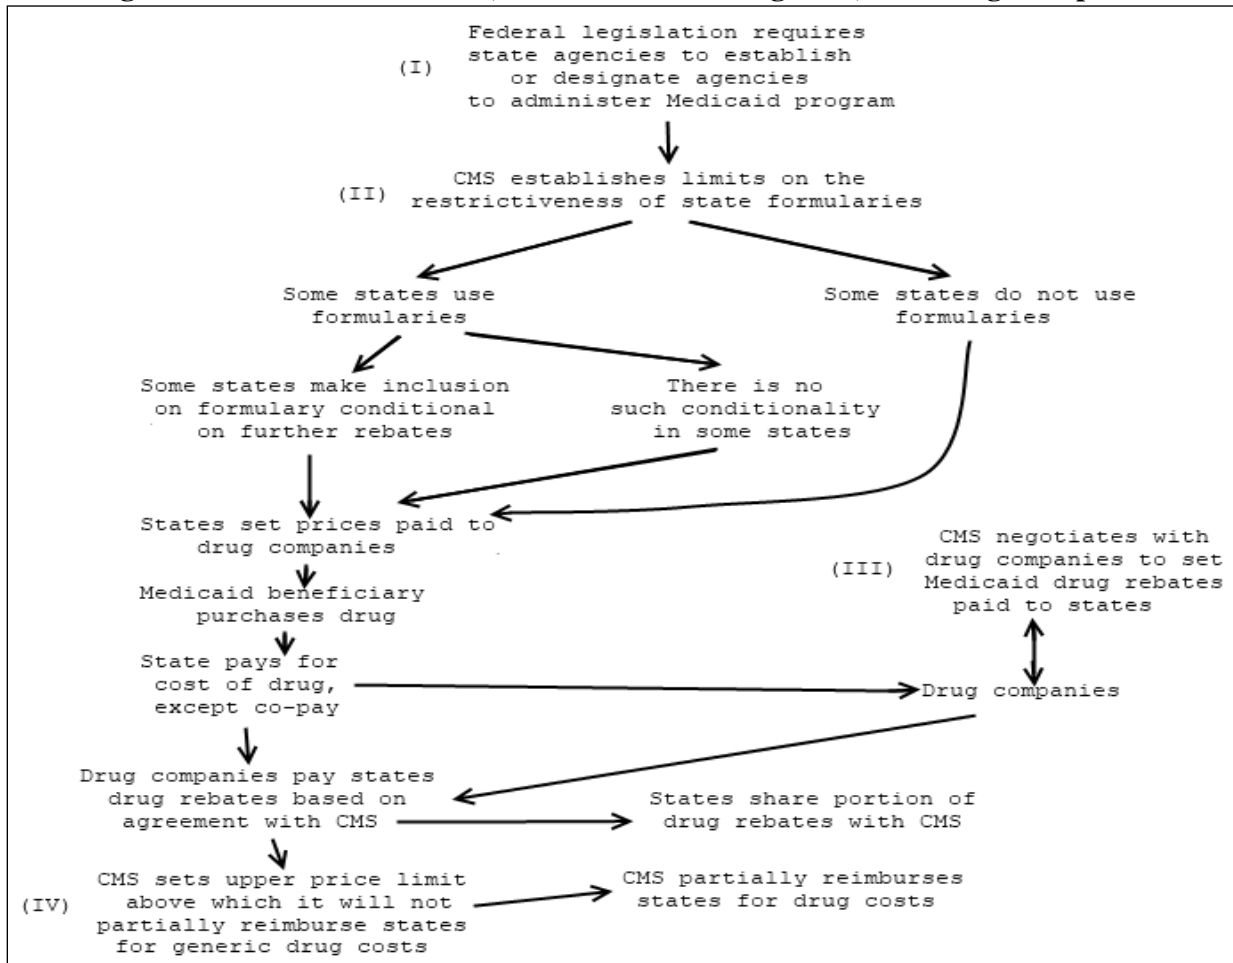 Federal legislation requires
state agencies to establish
(I)
or designate agencies
to administer Medicaid program
CMS establishes limits on the
(II)
restrictiveness of state formularies
Some states use
formularies
Some states do not use
formularies
Some states make inclusion
on formulary conditional
on further rebates
There is no
such conditionality
in some states
States set prices paid to
drug companies
CMS negotiates with
drug companies to set
(III)
Medicaid drug rebates
paid to states
Medicaid beneficiary
purchases drug
State pays for
cost of drug,
except co-pay
Drug companies
Drug companies pay states
drug rebates based on
agreement with CMS
States share portion of
drug rebates with CMS
CMS sets upper price limit
above which it will not
(IV)
partially reimburse states
for generic drug costs
CMS partially reimburses
states for drug costs